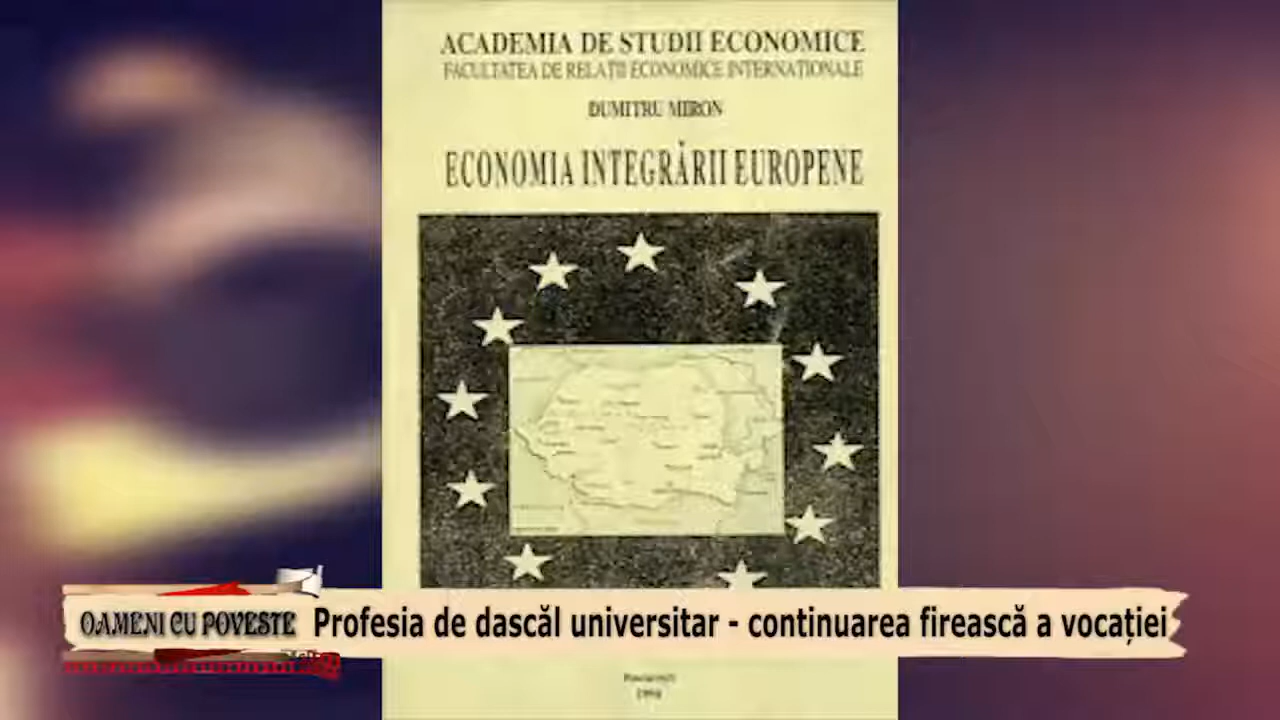 ACADEMIA DE STUDII ECONOMICE
FACULTATEA DE RELAȚII ECONOMICE INTERNAȚIONALE
DUMITRU MIRON
ECONOMIA INTEGRĂRII EUROPENE
OAMENI CU POVESTE
Profesia de dascăl universitar - continuarea firească a vocației
București